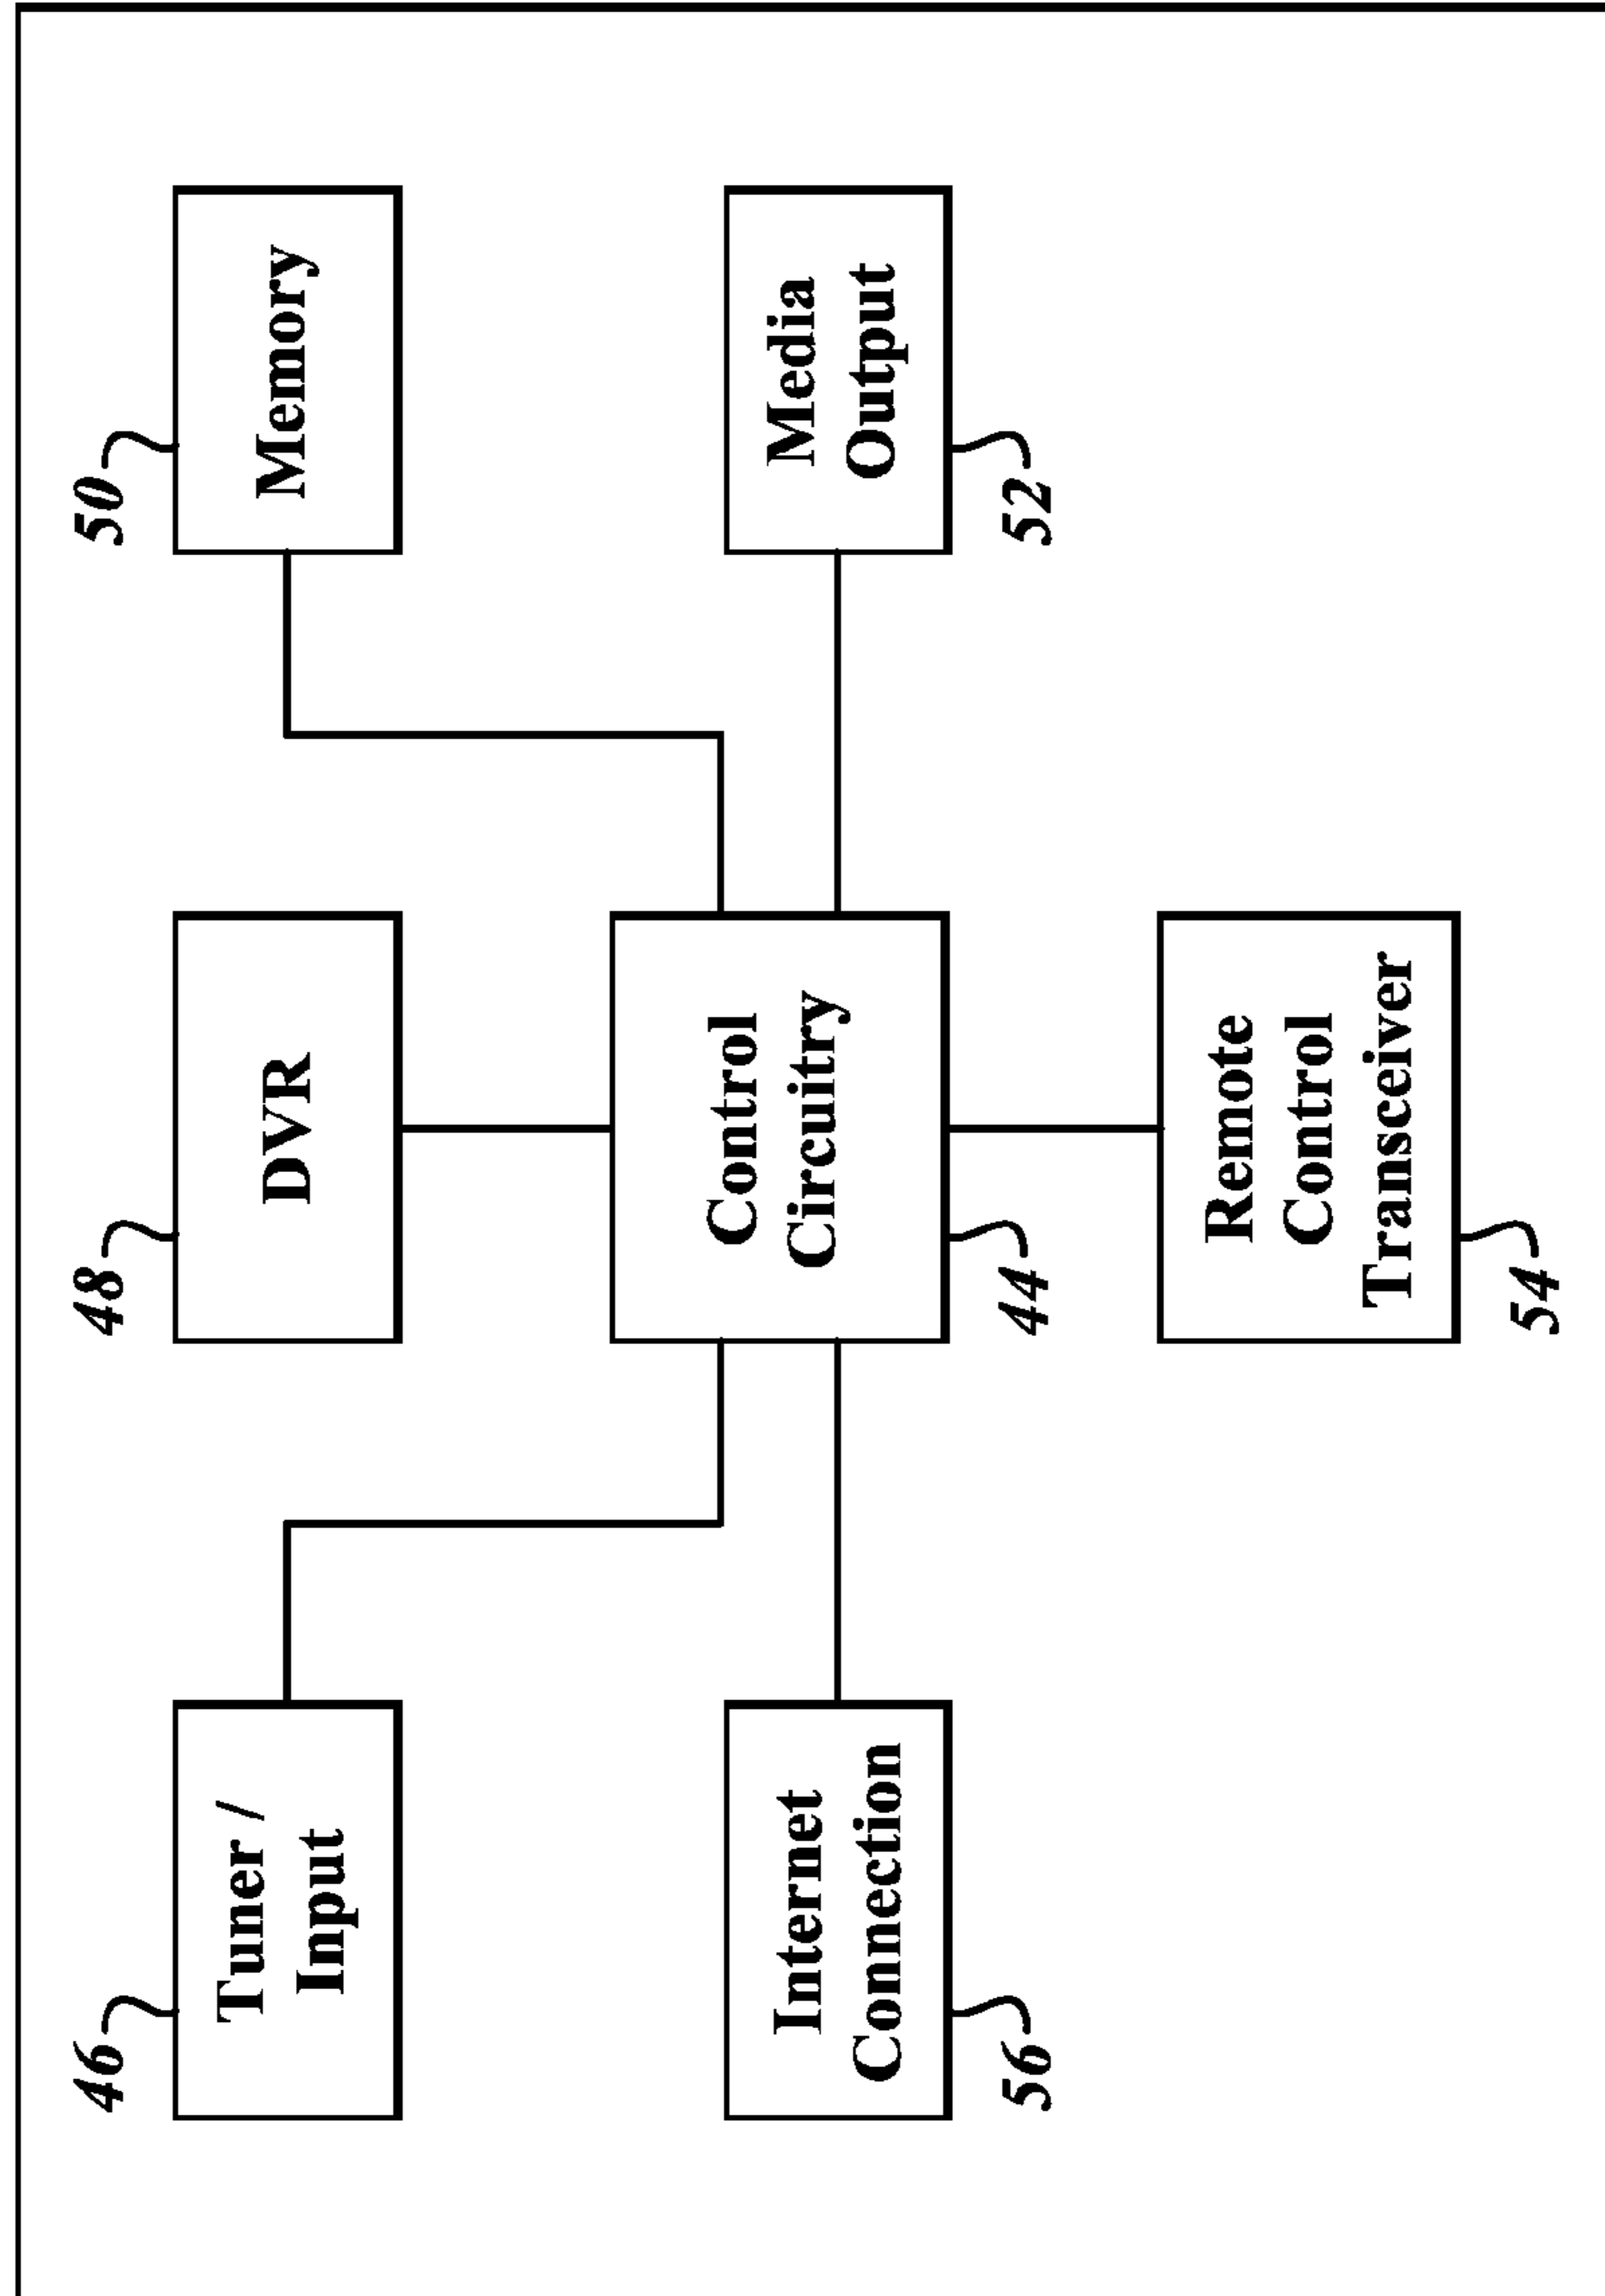 46
Tuner /
Input
48
DVR
50
Memory
56
Internet
Connection
Control
Circuitry
44
Media
Output
52
Remote
Control
Transceiver
54